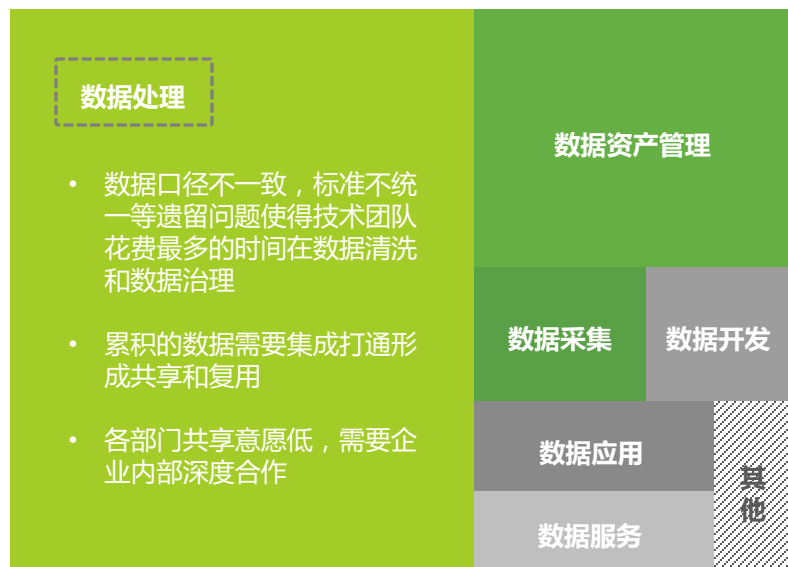 数据处理
• 数据口径不一致，标准不统
一等遗留问题使得技术团队
花费最多的时间在数据清洗
和数据治理
• 累积的数据需要集成打通形
成共享和复用
• 各部门共享意愿低，需要企
业内部深度合作
数据资产管理
数据采集
数据开发
数据应用
数据服务
其
他